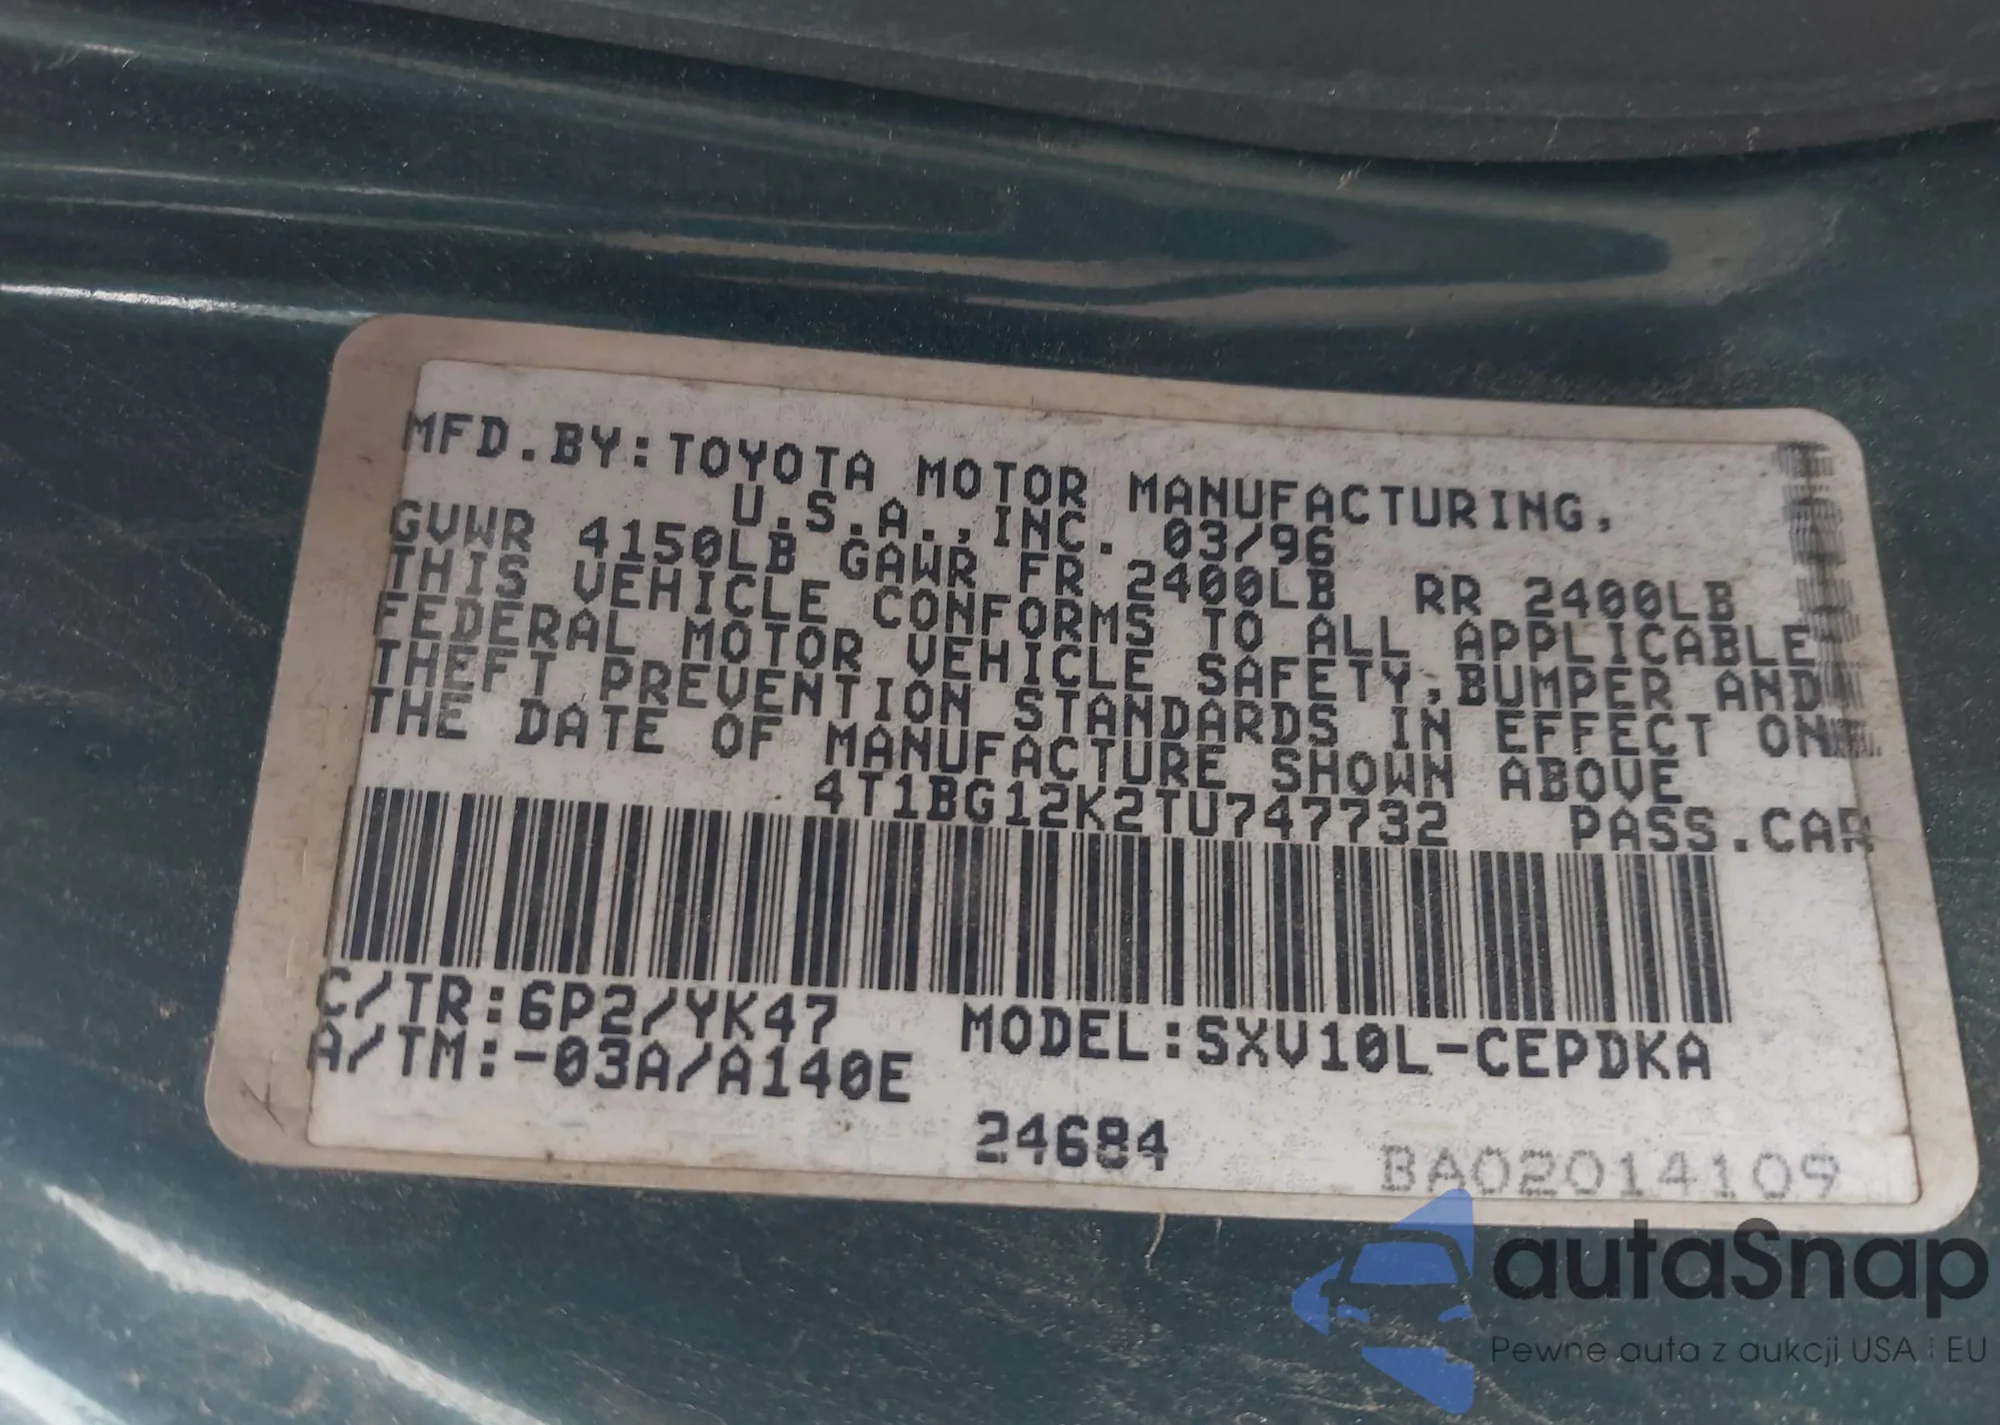 MFD.BY:TOYOTA MOTOR MANUFACTURING,
U.S.A.,INC. 03/96
GVWR 4150LB GAWR FR 2400LB RR 2400LB
THIS VEHICLE CONFORMS TO ALL APPLICABLE
FEDERAL MOTOR VEHICLE SAFETY,BUMPER AND
THEFT PREVENTION STANDARDS IN EFFECT ON
THE DATE OF MANUFACTURE SHOWN ABOVE
4T1BG12K2TU747732 PASS.CAR
C/TR:6P2/YK47 MODEL:SXV10L-CEPDKA
A/TM:-03A/A140E
24684 BA02014109
autaSnap
Pewne auta z aukcji USA i EU